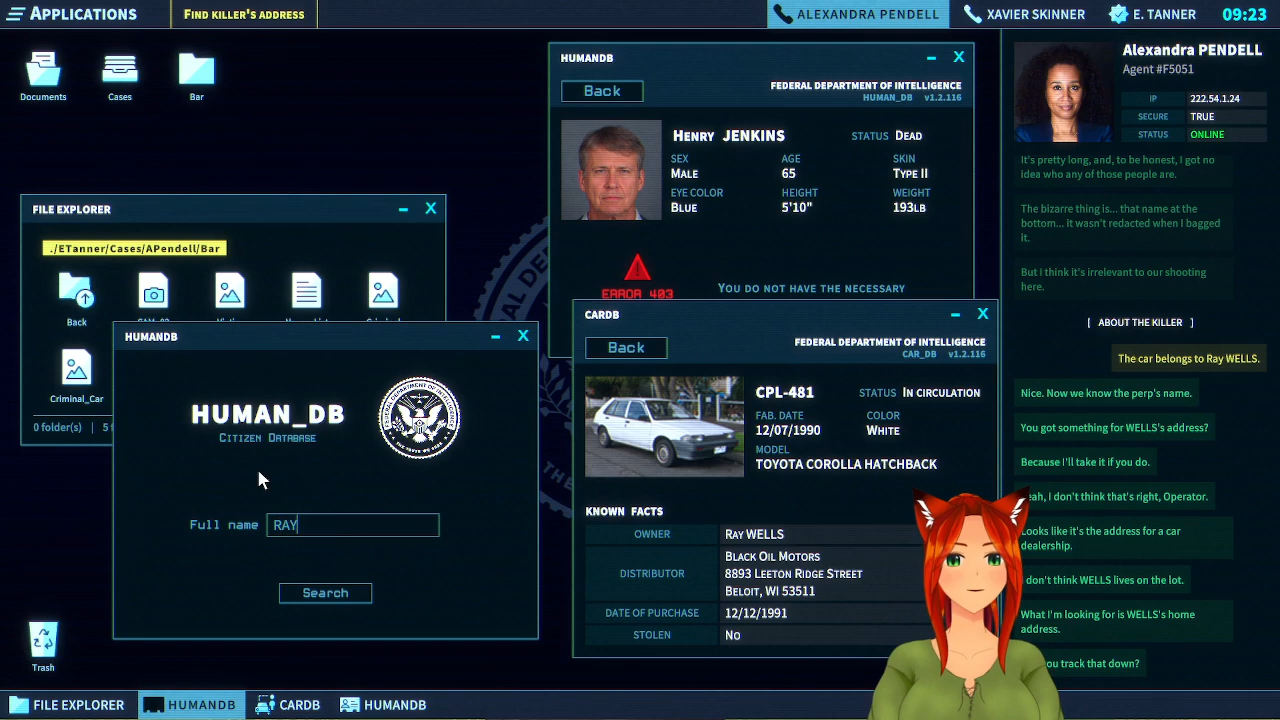 APPLICATIONS
FIND KILLER'S ADDRESS
ALEXANDRA PENDELL
XAVIER SKINNER
E. TANNER
09:23
Documents
Cases
Bar
HUMANDB
Back
FEDERAL DEPARTMENT OF INTELLIGENCE
HUMAN_DB v1.2.116
HENRY JENKINS
STATUS DEAD
SEX
AGE
SKIN
MALE
65
TYPE II
EYE COLOR
HEIGHT
WEIGHT
BLUE
5'10"
193LB
ERROR 403
YOU DO NOT HAVE THE NECESSARY
Alexandra PENDELL
Agent #F5051
IP 222.54.1.24
SECURE TRUE
STATUS ONLINE
It's pretty long, and, to be honest, I got no
idea who any of those people are.
The bizarre thing is... that name at the
bottom... it wasn't redacted when I bagged
it.
But I think it's irrelevant to our shooting
here.
[ ABOUT THE KILLER ]
The car belongs to Ray WELLS.
Nice. Now we know the perp's name.
You got something for WELLS's address?
Because I'll take it if you do.
eah, I don't think that's right, Operator.
Looks like it's the address for a car
dealership.
don't think WELLS lives on the lot.
What I'm looking for is WELLS's home
address.
you track that down?
FILE EXPLORER
./ETanner/Cases/APendell/Bar
Back
Criminal_Car
0 folder(s) | 5
HUMANDB
HUMAN_DB
CITIZEN DATABASE
Full name RAY
Search
CARDB
Back
FEDERAL DEPARTMENT OF INTELLIGENCE
CAR_DB v1.2.116
CPL-481
STATUS IN CIRCULATION
FAB. DATE
COLOR
12/07/1990
WHITE
MODEL
TOYOTA COROLLA HATCHBACK
KNOWN FACTS
OWNER RAY WELLS
DISTRIBUTOR
BLACK OIL MOTORS
8893 LEETON RIDGE STREET
BELOIT, WI 53511
DATE OF PURCHASE 12/12/1991
STOLEN NO
Trash
FILE EXPLORER
HUMANDB
CARDB
HUMANDB